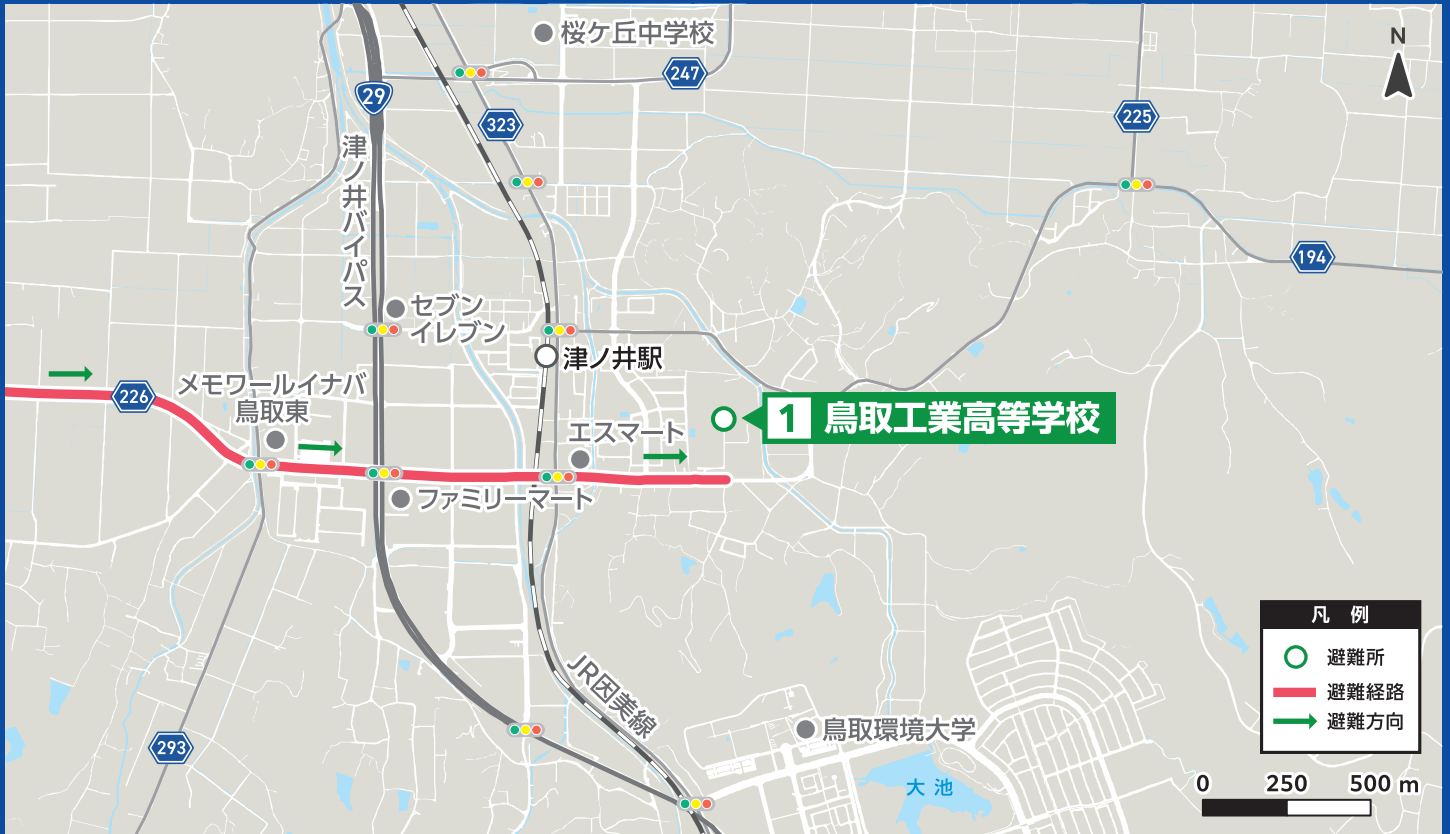 桜ケ丘中学校
N
247
29
323
225
津ノ井バイパス
194
セブン
イレブン
津ノ井駅
226
メモワールイナバ
鳥取東
1 鳥取工業高等学校
エスマート
ファミリーマート
凡 例
避難所
避難経路
避難方向
JR因美線
鳥取環境大学
293
大 池
0 250 500 m